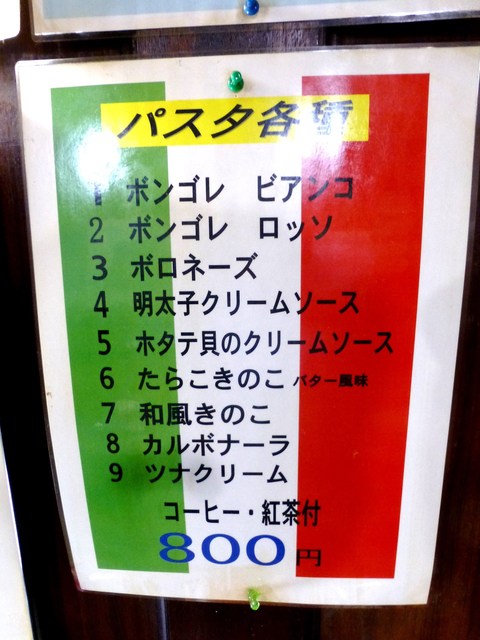 パスタ各種
1 ボンゴレ ビアンコ
2 ボンゴレ ロッソ
3 ボロネーズ
4 明太子クリームソース
5 ホタテ貝のクリームソース
6 たらこきのこ バター風味
7 和風きのこ
8 カルボナーラ
9 ツナクリーム
コーヒー・紅茶付
800円